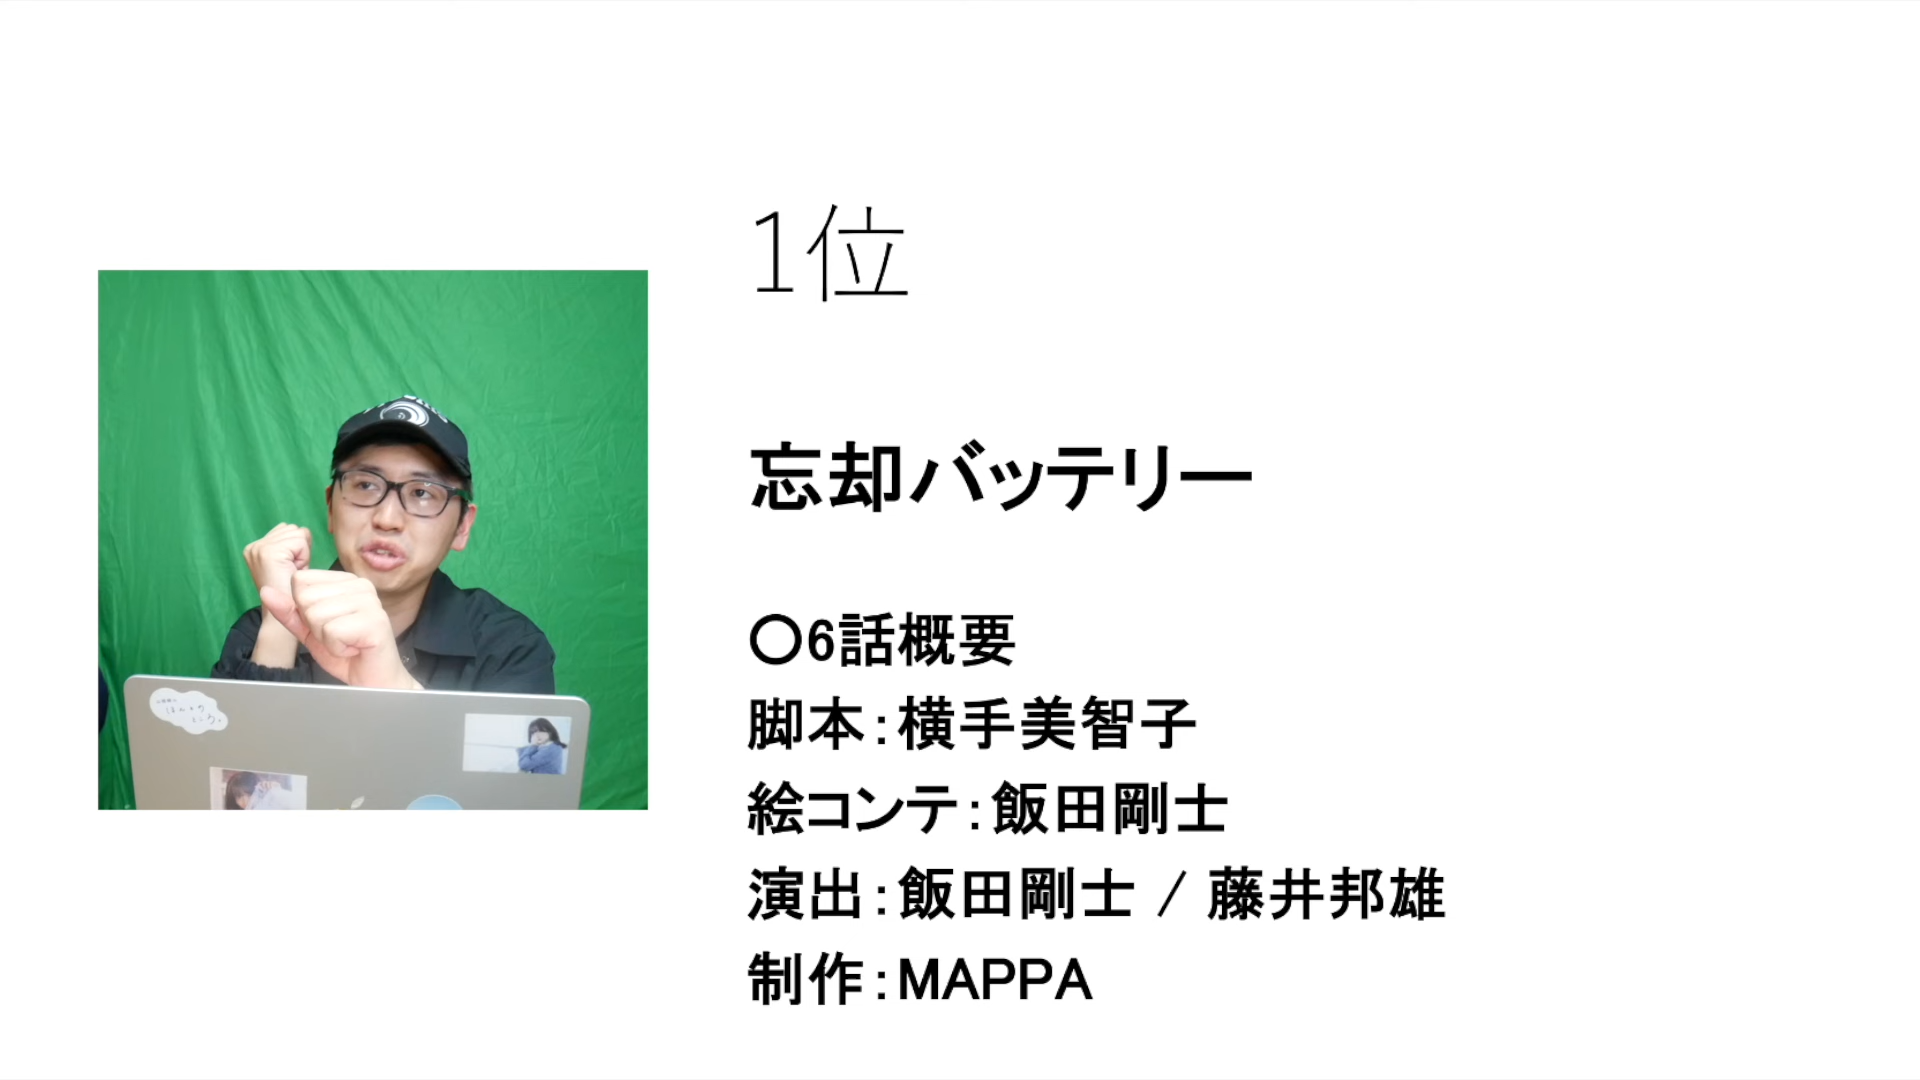 1位
忘却バッテリー
〇6話概要
脚本：横手美智子
絵コンテ：飯田剛士
演出：飯田剛士 / 藤井邦雄
制作：MAPPA